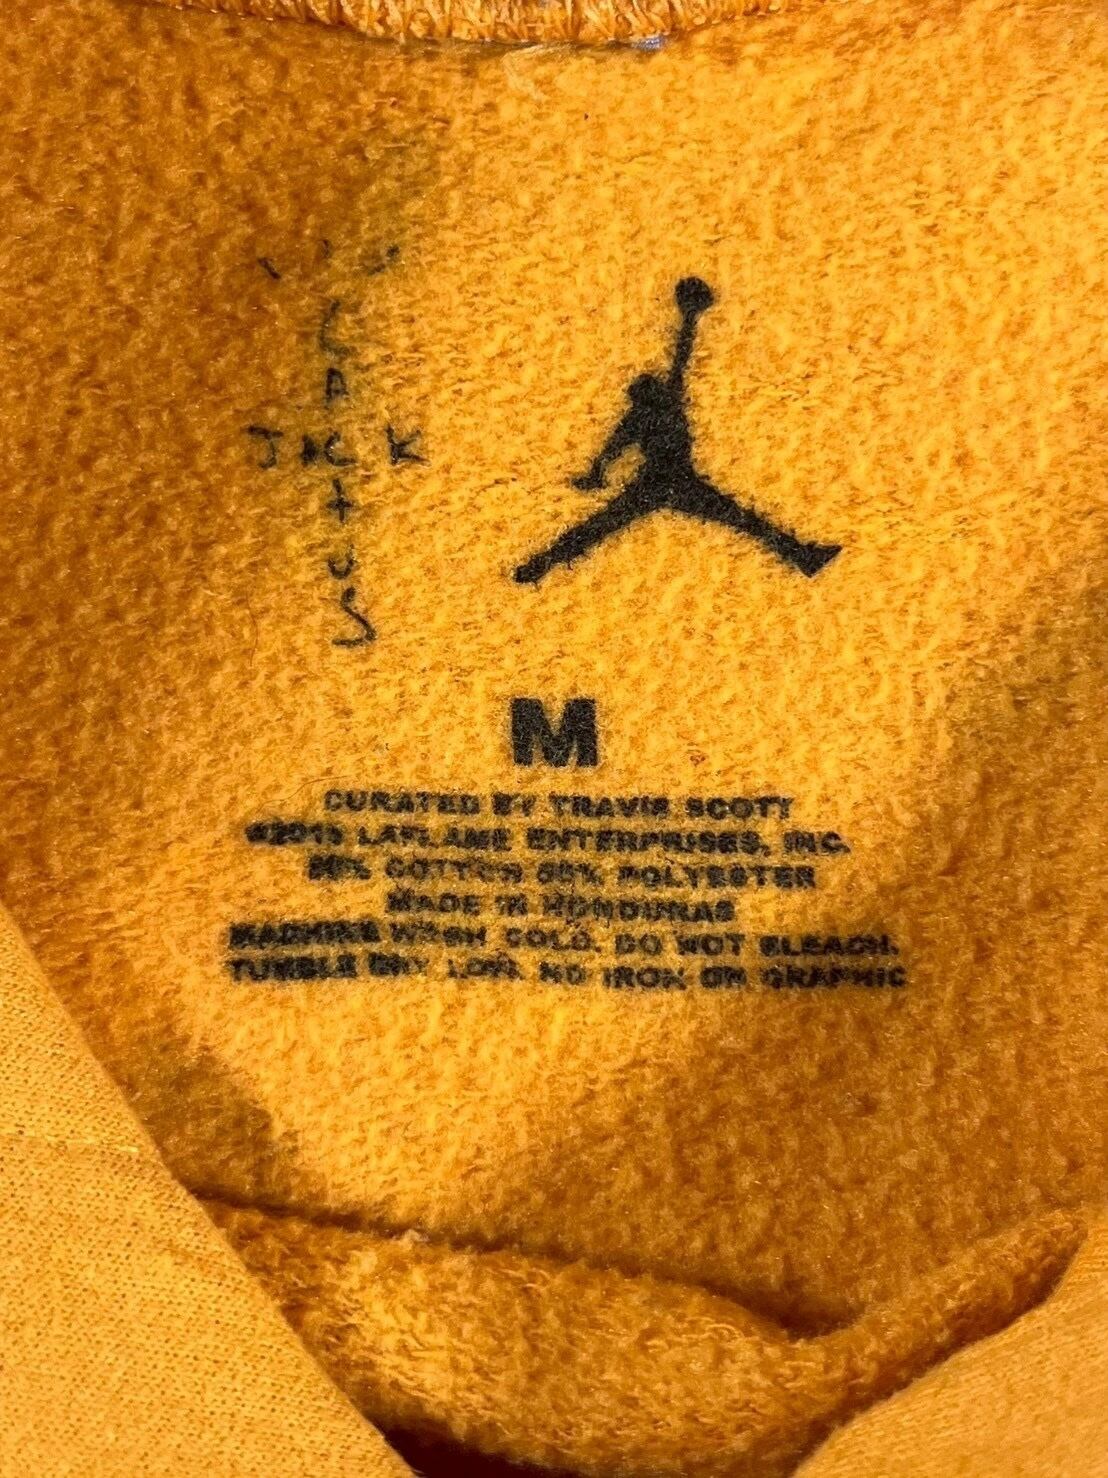 CACTUS
JACK
M
CURATED BY TRAVIS SCOTT
LAFLAME ENTERPRISES, INC.
COTTON POLYESTER
MADE IN HONDURAS
MACHINE WASH COLD. DO NOT BLEACH.
TUMBLE DRY LOW. NO IRON ON GRAPHIC